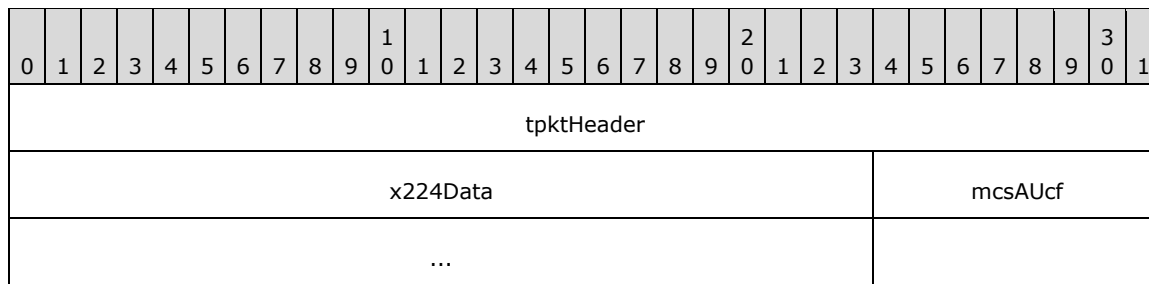 1 2 3
0 1 2 3 4 5 6 7 8 9 0 1 2 3 4 5 6 7 8 9 0 1 2 3 4 5 6 7 8 9 0 1
tpktHeader
x224Data mcsAUcf
...